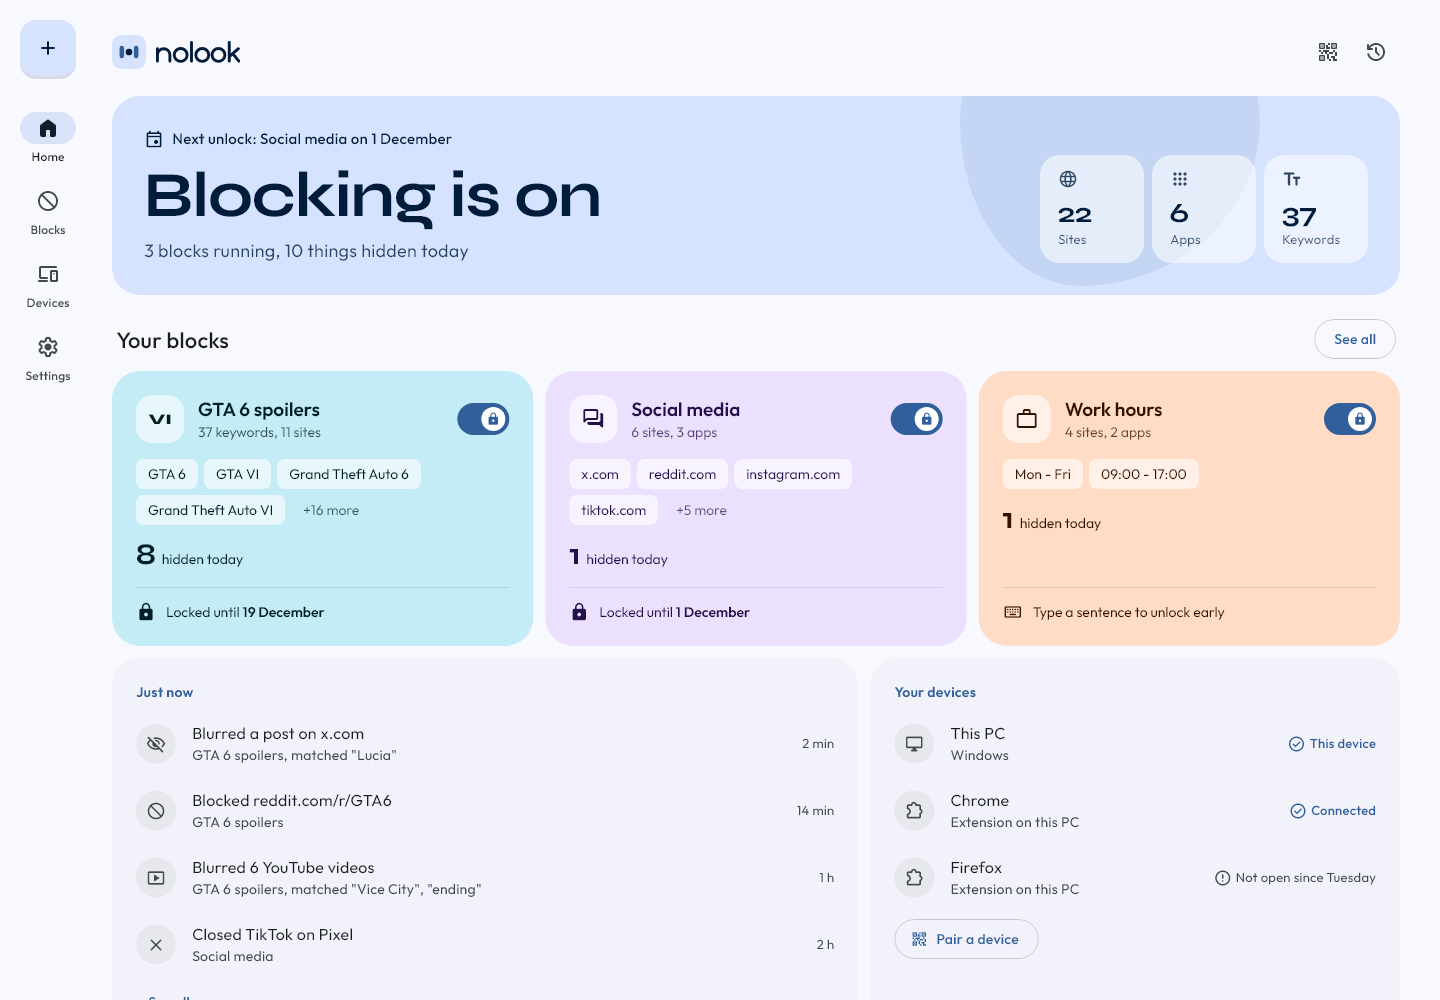 nolook
Home
Blocks
Devices
Settings
Next unlock: Social media on 1 December
Blocking is on
3 blocks running, 10 things hidden today
22
Sites
6
Apps
37
Keywords
Your blocks
See all
VI
GTA 6 spoilers
37 keywords, 11 sites
GTA 6
GTA VI
Grand Theft Auto 6
Grand Theft Auto VI
+16 more
8 hidden today
Locked until 19 December
Social media
6 sites, 3 apps
x.com
reddit.com
instagram.com
tiktok.com
+5 more
1 hidden today
Locked until 1 December
Work hours
4 sites, 2 apps
Mon - Fri
09:00 - 17:00
1 hidden today
Type a sentence to unlock early
Just now
Blurred a post on x.com
GTA 6 spoilers, matched "Lucia"
2 min
Blocked reddit.com/r/GTA6
GTA 6 spoilers
14 min
Blurred 6 YouTube videos
GTA 6 spoilers, matched "Vice City", "ending"
1 h
Closed TikTok on Pixel
Social media
2 h
Your devices
This PC
Windows
This device
Chrome
Extension on this PC
Connected
Firefox
Extension on this PC
Not open since Tuesday
Pair a device